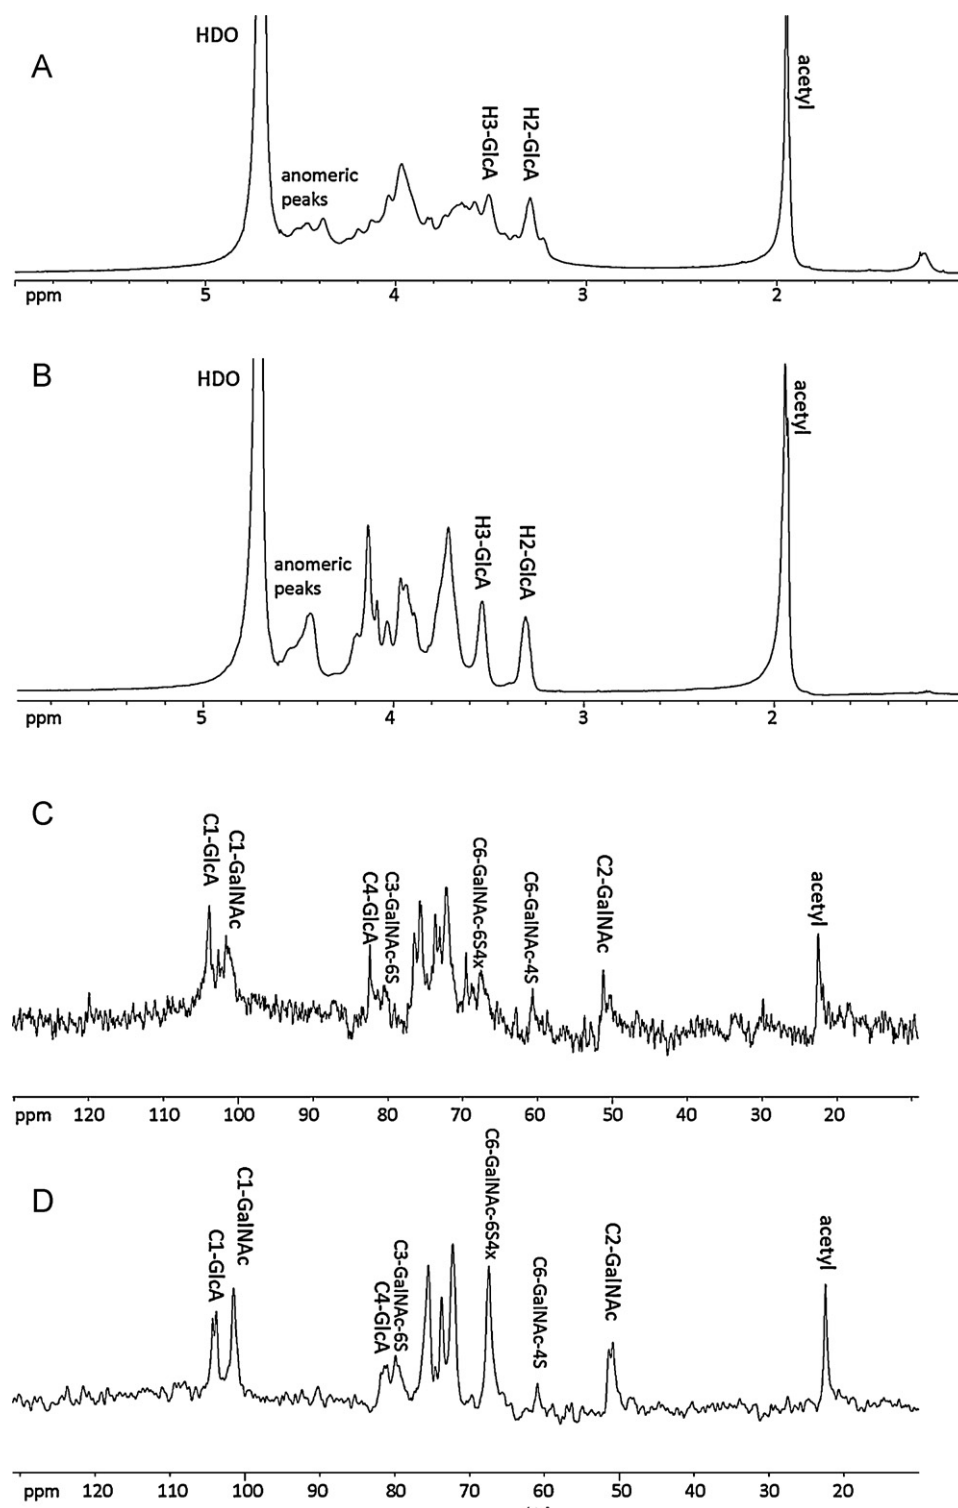 A
HDO
anomeric
peaks
H3-GlcA
H2-GlcA
acetyl
ppm 5 4 3 2
B
HDO
anomeric
peaks
H3-GlcA
H2-GlcA
acetyl
ppm 5 4 3 2
C
C1-GlcA
C1-GalNAc
C4-GlcA
C3-GalNAc-6S
C6-GalNAc-6S4x
C6-GalNAc-4S
C2-GalNAc
acetyl
ppm 120 110 100 90 80 70 60 50 40 30 20
D
C1-GlcA
C1-GalNAc
C4-GlcA
C3-GalNAc-6S
C6-GalNAc-6S4x
C6-GalNAc-4S
C2-GalNAc
acetyl
ppm 120 110 100 90 80 70 60 50 40 30 20